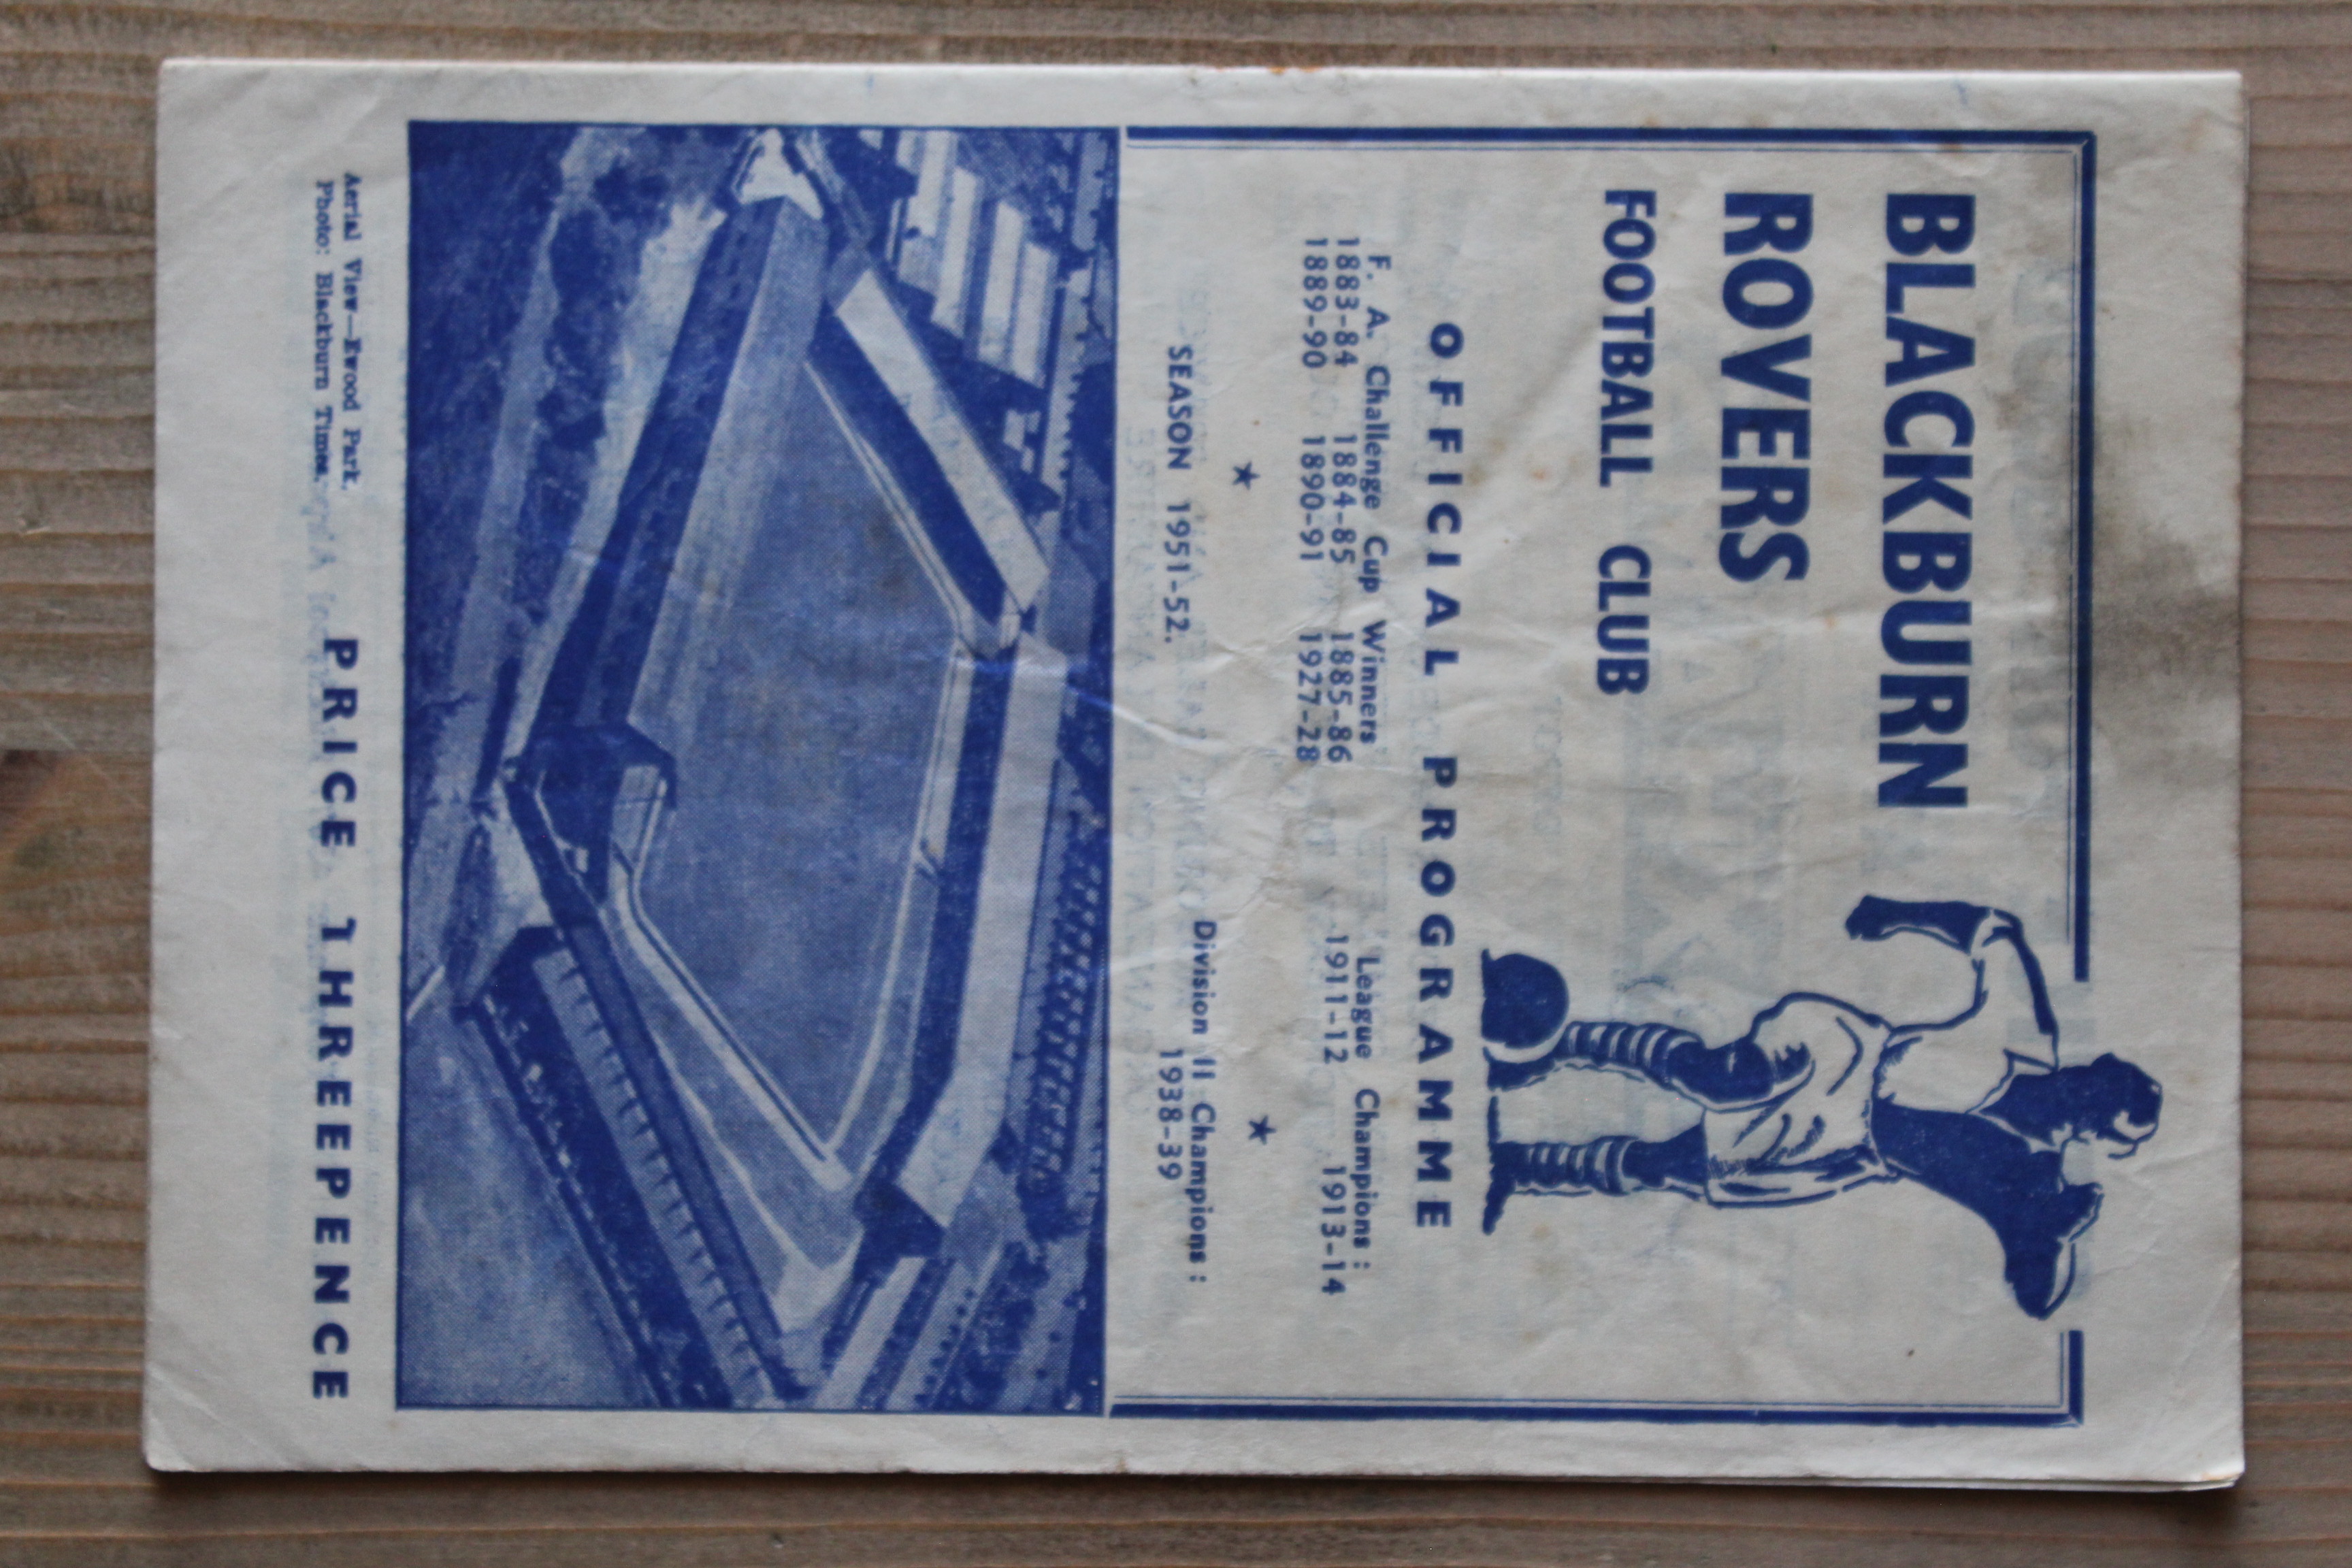 BLACKBURN
ROVERS
FOOTBALL CLUB
OFFICIAL PROGRAMME
F. A. Challenge Cup Winners
1883-84 1884-85 1885-86
1889-90 1890-91 1927-28
League Champions :
1911-12 1913-14
★ ★
SEASON 1951-52.
Division II Champions :
1938-39
Aerial View—Ewood Park.
Photo: Blackburn Times.
PRICE THREEPENCE